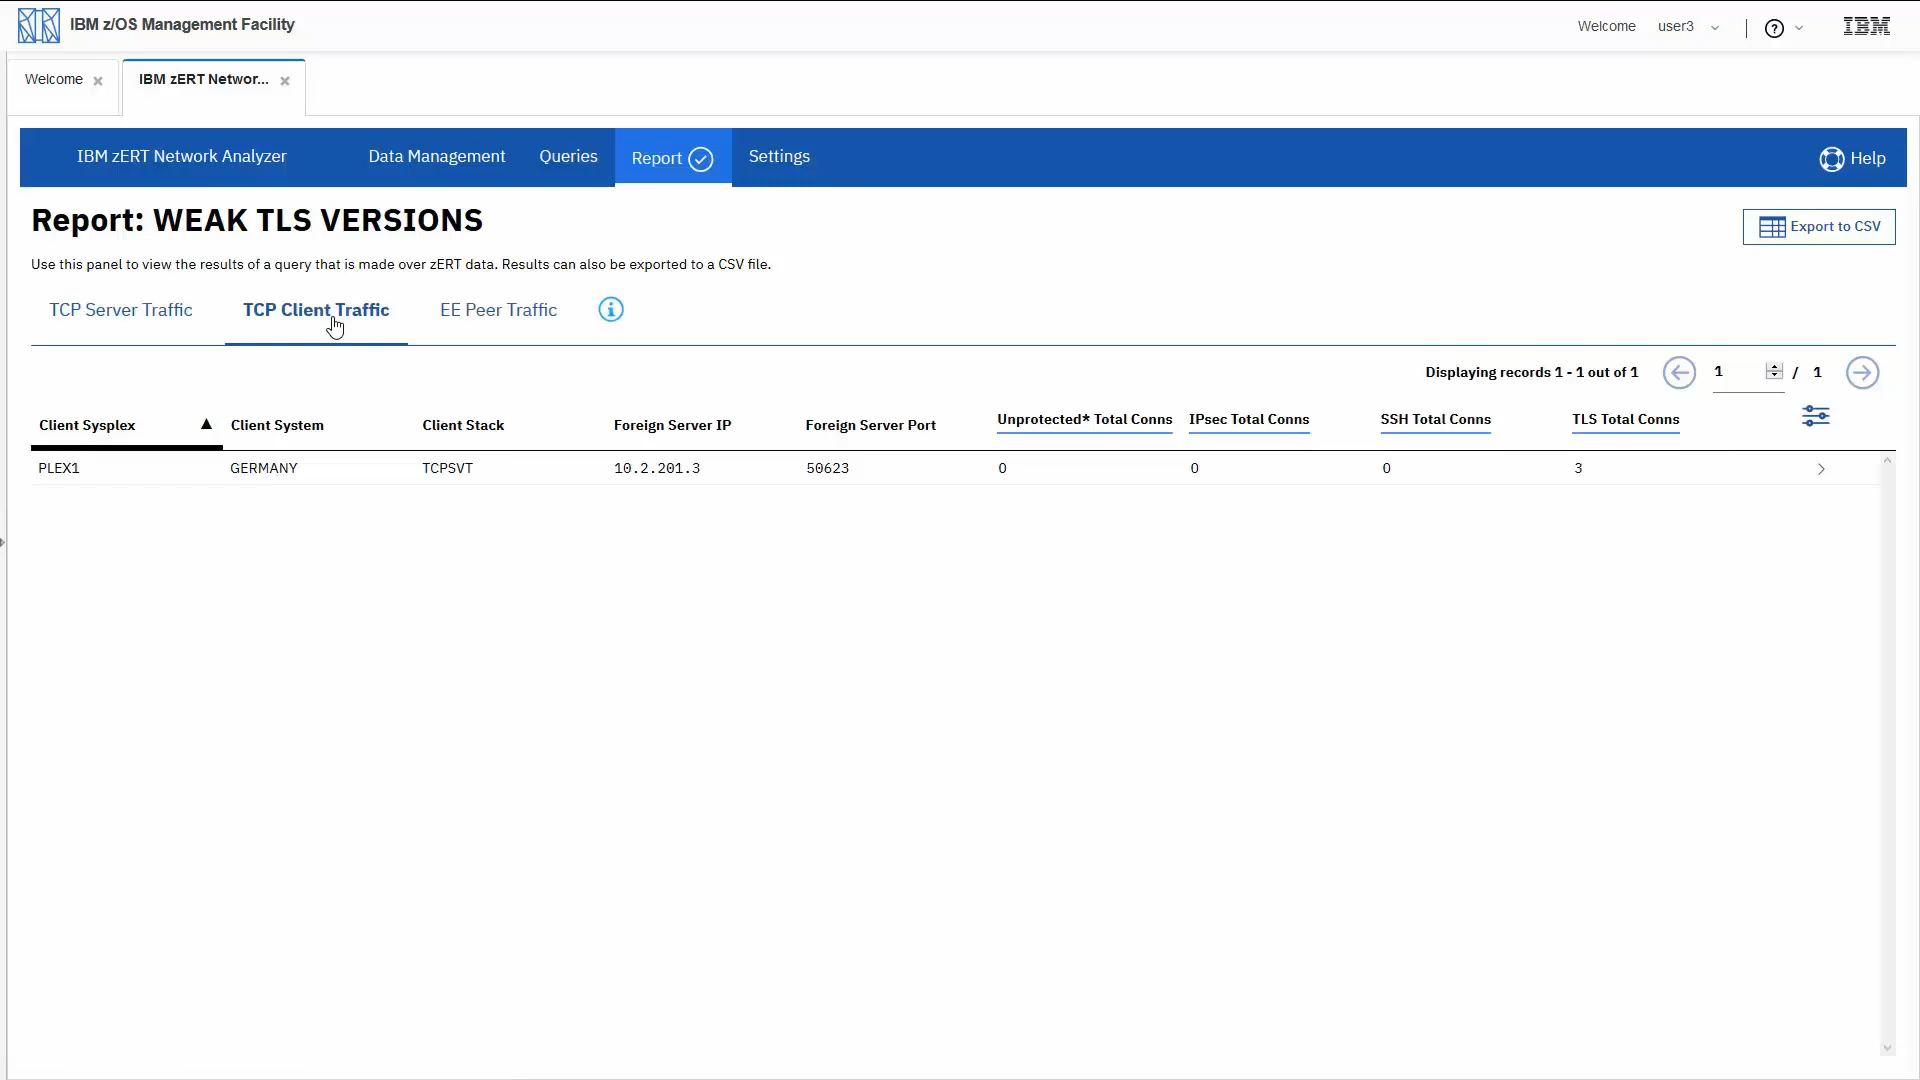 IBM z/OS Management Facility
Welcome user3 ? IBM
Welcome × IBM zERT Networ... ×
IBM zERT Network Analyzer Data Management Queries Report Settings Help
Report: WEAK TLS VERSIONS
Export to CSV
Use this panel to view the results of a query that is made over zERT data. Results can also be exported to a CSV file.
TCP Server Traffic TCP Client Traffic EE Peer Traffic i
Displaying records 1 - 1 out of 1 1 / 1
Client Sysplex ▲ Client System Client Stack Foreign Server IP Foreign Server Port Unprotected* Total Conns IPsec Total Conns SSH Total Conns TLS Total Conns
PLEX1 GERMANY TCPSVT 10.2.201.3 50623 0 0 0 3